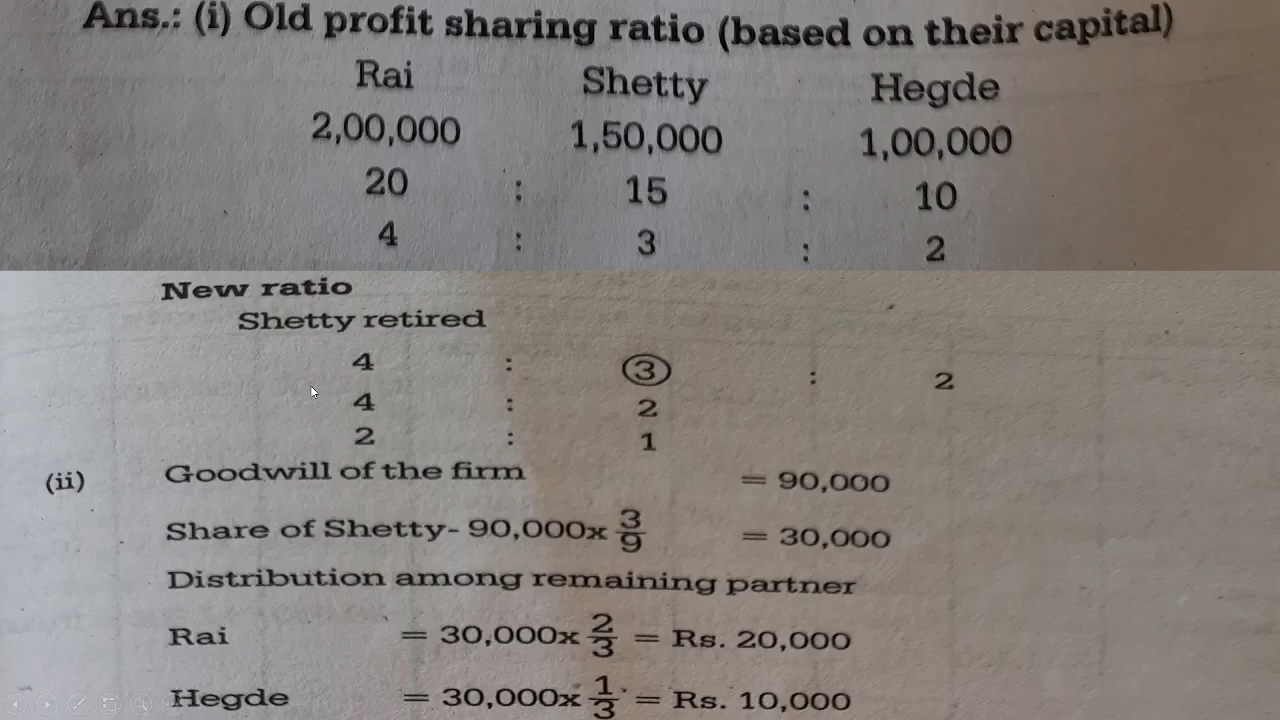 Ans.: (i) Old profit sharing ratio (based on their capital)
Rai Shetty Hegde
2,00,000 1,50,000 1,00,000
20 : 15 : 10
4 : 3 : 2
New ratio
Shetty retired
4 : 3 : 2
4 : 2
2 : 1
(ii) Goodwill of the firm = 90,000
Share of Shetty- 90,000x 3/9 = 30,000
Distribution among remaining partner
Rai = 30,000x 2/3 = Rs. 20,000
Hegde = 30,000x 1/3 = Rs. 10,000